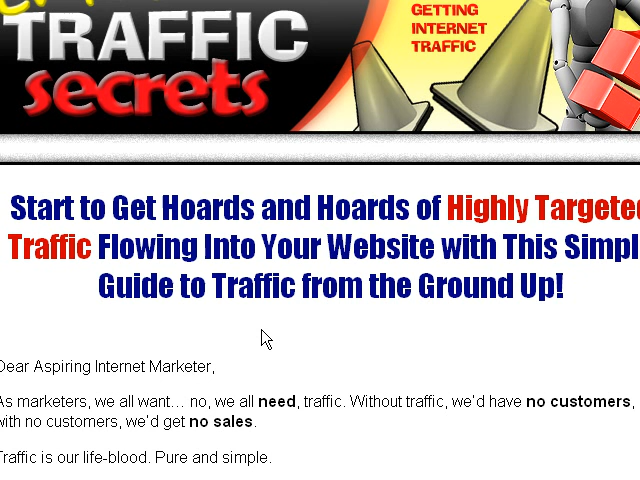 TRAFFIC
secrets
GETTING
INTERNET
TRAFFIC
Start to Get Hoards and Hoards of Highly Targeted
Traffic Flowing Into Your Website with This Simpl
Guide to Traffic from the Ground Up!
Dear Aspiring Internet Marketer,
As marketers, we all want... no, we all need, traffic. Without traffic, we'd have no customers,
with no customers, we'd get no sales.
Traffic is our life-blood. Pure and simple.